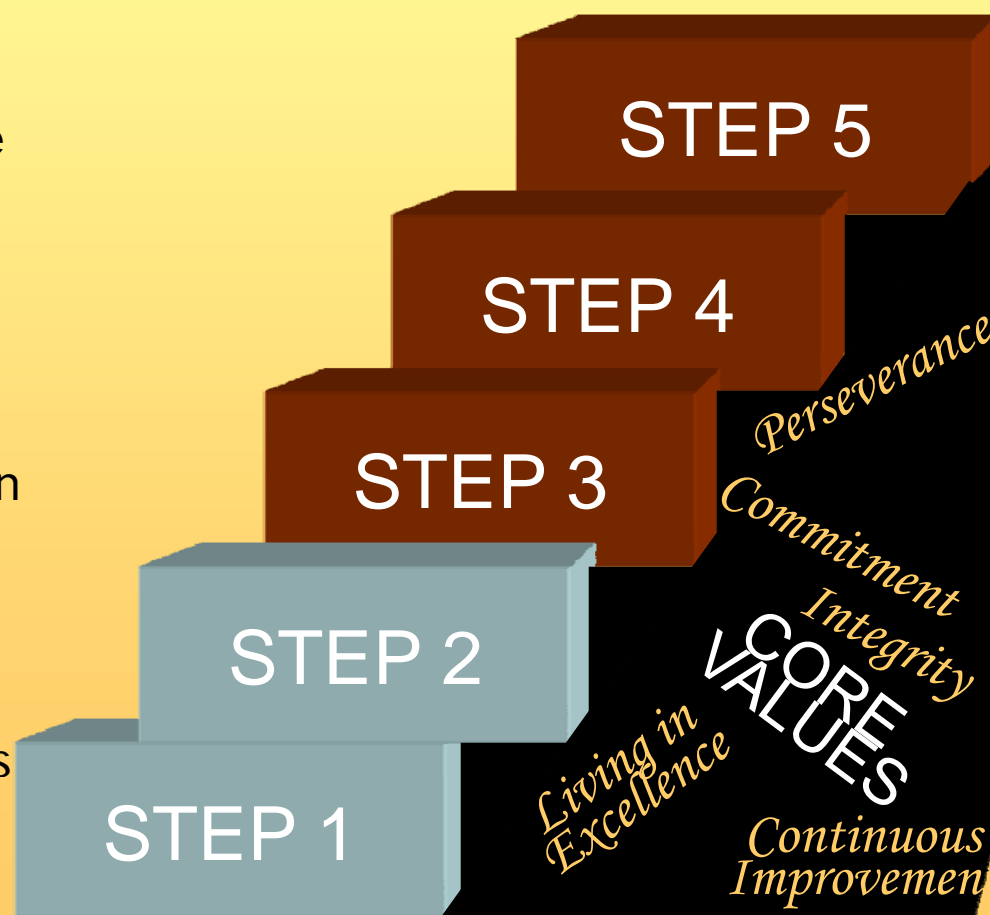 e
STEP 5
STEP 4
Perseverance
n
STEP 3
Commitment
Integrity
STEP 2
CORE
VALUES
s
Living in
Excellence
STEP 1
Continuous
Improvemen